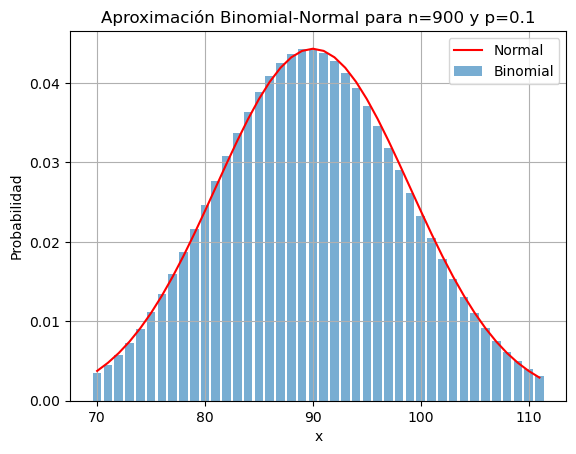 Aproximación Binomial-Normal para n=900 y p=0.1
Normal
Binomial
Probabilidad
0.04
0.03
0.02
0.01
0.00
70
80
90
100
110
x